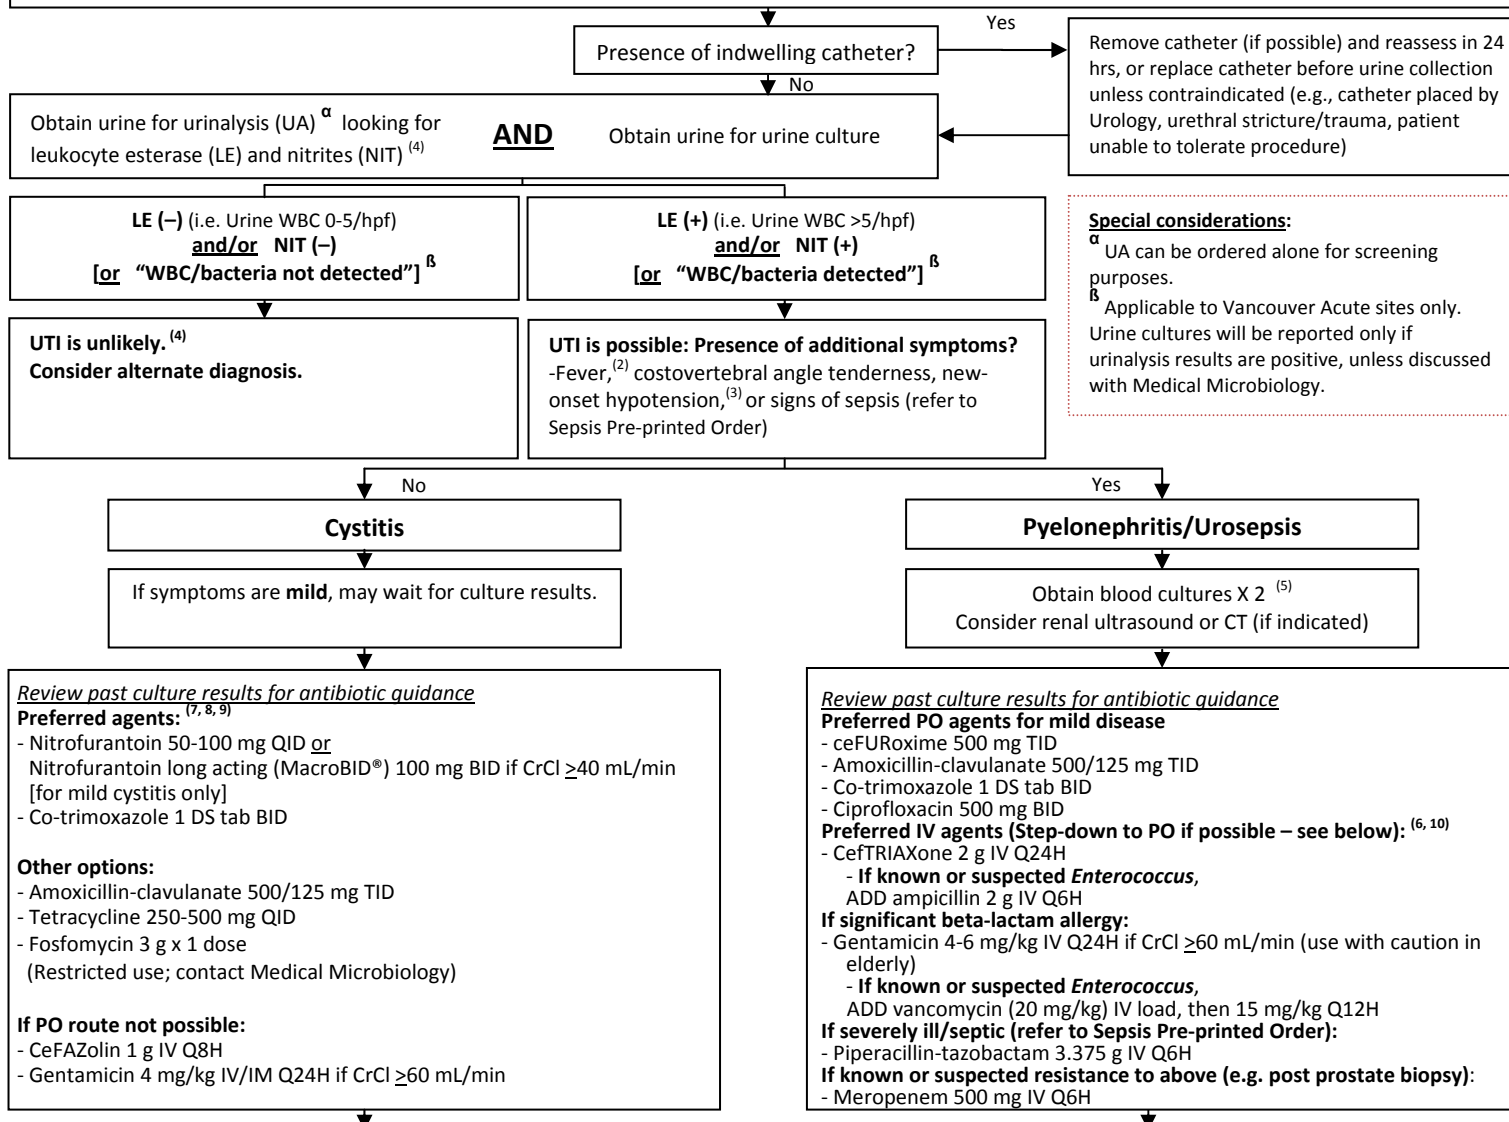 Presence of indwelling catheter?
Yes
No
Remove catheter (if possible) and reassess in 24
hrs, or replace catheter before urine collection
unless contraindicated (e.g., catheter placed by
Urology, urethral stricture/trauma, patient
unable to tolerate procedure)
Obtain urine for urinalysis (UA) α looking for
leukocyte esterase (LE) and nitrites (NIT) (4)
AND
Obtain urine for urine culture
LE (–) (i.e. Urine WBC 0-5/hpf)
and/or NIT (–)
[or "WBC/bacteria not detected"] ß
LE (+) (i.e. Urine WBC >5/hpf)
and/or NIT (+)
[or "WBC/bacteria detected"] ß
Special considerations:
α UA can be ordered alone for screening
purposes.
ß Applicable to Vancouver Acute sites only.
Urine cultures will be reported only if
urinalysis results are positive, unless discussed
with Medical Microbiology.
UTI is unlikely. (4)
Consider alternate diagnosis.
UTI is possible: Presence of additional symptoms?
-Fever,(2) costovertebral angle tenderness, new-
onset hypotension,(3) or signs of sepsis (refer to
Sepsis Pre-printed Order)
No
Yes
Cystitis
If symptoms are mild, may wait for culture results.
Review past culture results for antibiotic guidance
Preferred agents: (7, 8, 9)
- Nitrofurantoin 50-100 mg QID or
Nitrofurantoin long acting (MacroBID®) 100 mg BID if CrCl ≥40 mL/min
[for mild cystitis only]
- Co-trimoxazole 1 DS tab BID
Other options:
- Amoxicillin-clavulanate 500/125 mg TID
- Tetracycline 250-500 mg QID
- Fosfomycin 3 g x 1 dose
(Restricted use; contact Medical Microbiology)
If PO route not possible:
- CeFAZolin 1 g IV Q8H
- Gentamicin 4 mg/kg IV/IM Q24H if CrCl ≥60 mL/min
Pyelonephritis/Urosepsis
Obtain blood cultures X 2 (5)
Consider renal ultrasound or CT (if indicated)
Review past culture results for antibiotic guidance
Preferred PO agents for mild disease
- ceFURoxime 500 mg TID
- Amoxicillin-clavulanate 500/125 mg TID
- Co-trimoxazole 1 DS tab BID
- Ciprofloxacin 500 mg BID
Preferred IV agents (Step-down to PO if possible – see below): (6, 10)
- CefTRIAXone 2 g IV Q24H
- If known or suspected Enterococcus,
ADD ampicillin 2 g IV Q6H
If significant beta-lactam allergy:
- Gentamicin 4-6 mg/kg IV Q24H if CrCl ≥60 mL/min (use with caution in
elderly)
- If known or suspected Enterococcus,
ADD vancomycin (20 mg/kg) IV load, then 15 mg/kg Q12H
If severely ill/septic (refer to Sepsis Pre-printed Order):
- Piperacillin-tazobactam 3.375 g IV Q6H
If known or suspected resistance to above (e.g. post prostate biopsy):
- Meropenem 500 mg IV Q6H